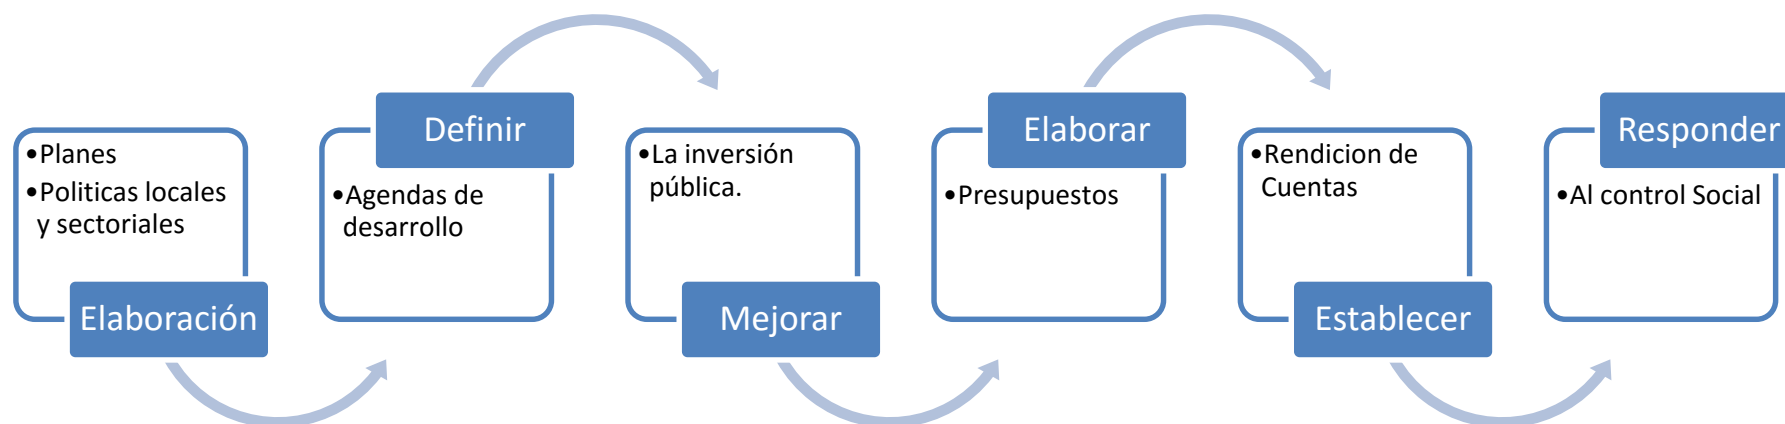 •Planes
•Politicas locales
y sectoriales
Elaboración
Definir
•Agendas de
desarrollo
•La inversión
pública.
Mejorar
Elaborar
•Presupuestos
•Rendicion de
Cuentas
Establecer
Responder
•Al control Social